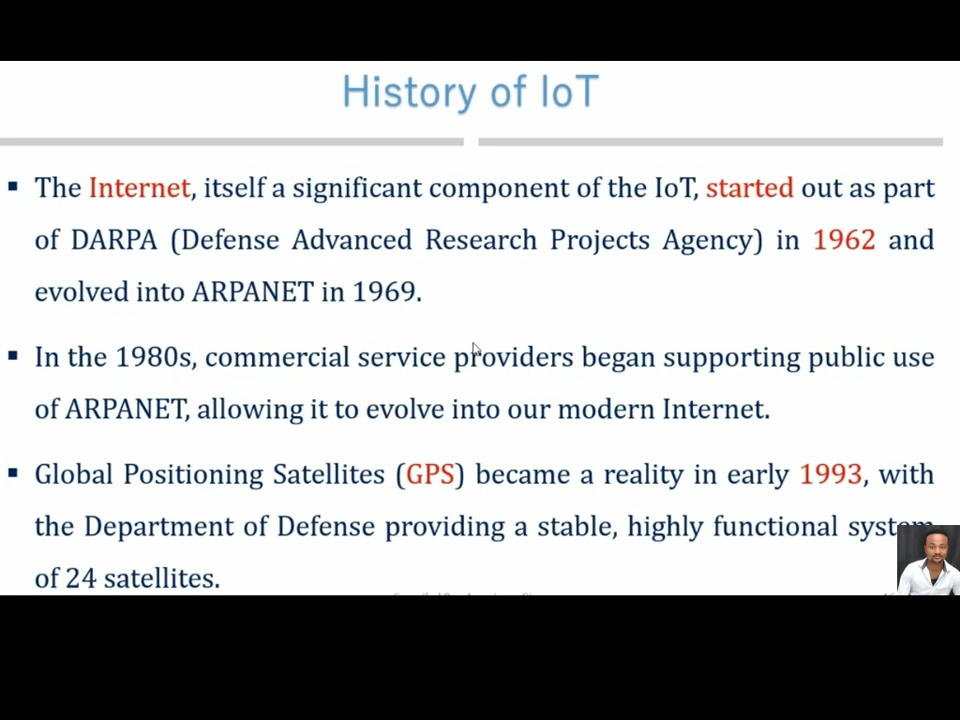 History of IoT
▪ The Internet, itself a significant component of the IoT, started out as part
of DARPA (Defense Advanced Research Projects Agency) in 1962 and
evolved into ARPANET in 1969.
▪ In the 1980s, commercial service providers began supporting public use
of ARPANET, allowing it to evolve into our modern Internet.
▪ Global Positioning Satellites (GPS) became a reality in early 1993, with
the Department of Defense providing a stable, highly functional system
of 24 satellites.